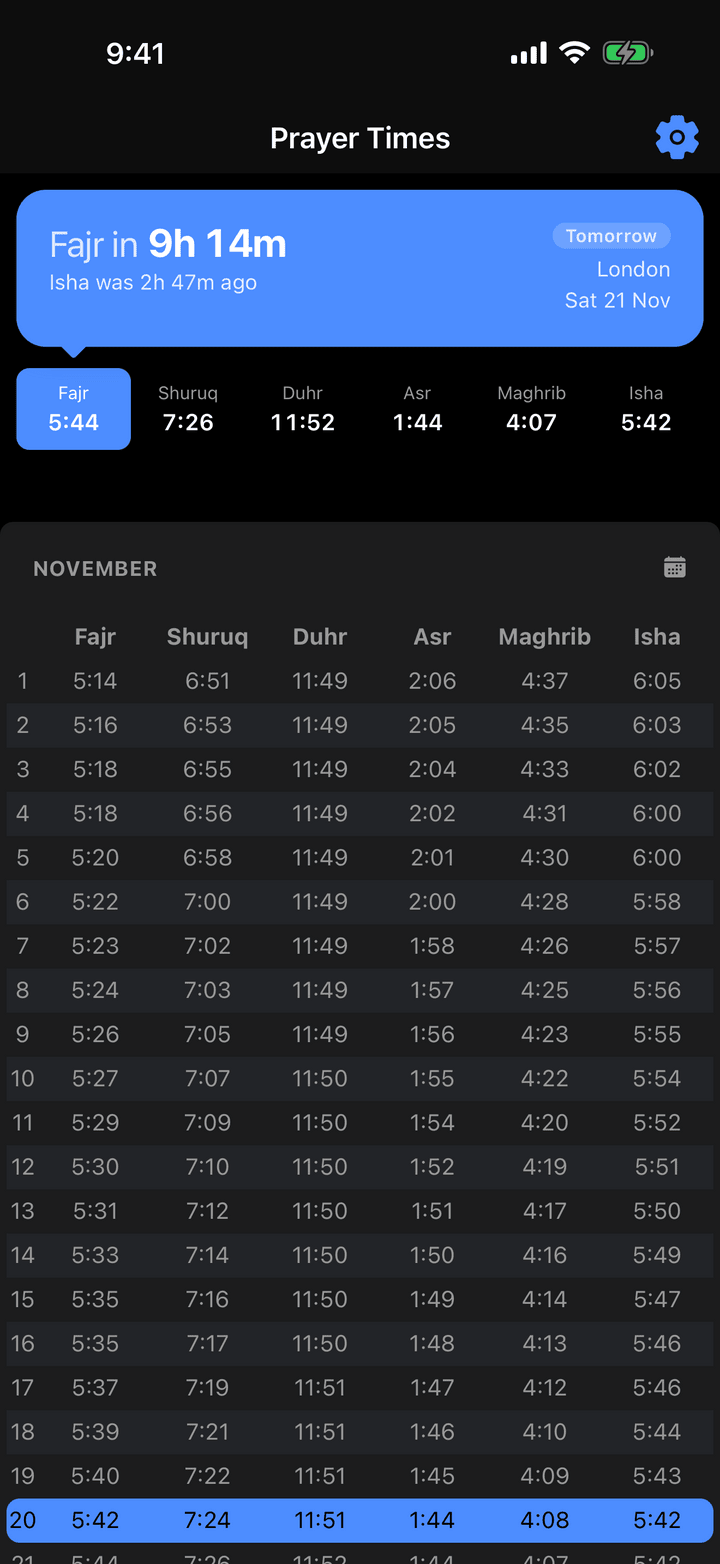 9:41
Prayer Times
Fajr in 9h 14m
Isha was 2h 47m ago
Tomorrow
London
Sat 21 Nov
Fajr Shuruq Duhr Asr Maghrib Isha
5:44 7:26 11:52 1:44 4:07 5:42
NOVEMBER
Fajr Shuruq Duhr Asr Maghrib Isha
1 5:14 6:51 11:49 2:06 4:37 6:05
2 5:16 6:53 11:49 2:05 4:35 6:03
3 5:18 6:55 11:49 2:04 4:33 6:02
4 5:18 6:56 11:49 2:02 4:31 6:00
5 5:20 6:58 11:49 2:01 4:30 6:00
6 5:22 7:00 11:49 2:00 4:28 5:58
7 5:23 7:02 11:49 1:58 4:26 5:57
8 5:24 7:03 11:49 1:57 4:25 5:56
9 5:26 7:05 11:49 1:56 4:23 5:55
10 5:27 7:07 11:50 1:55 4:22 5:54
11 5:29 7:09 11:50 1:54 4:20 5:52
12 5:30 7:10 11:50 1:52 4:19 5:51
13 5:31 7:12 11:50 1:51 4:17 5:50
14 5:33 7:14 11:50 1:50 4:16 5:49
15 5:35 7:16 11:50 1:49 4:14 5:47
16 5:35 7:17 11:50 1:48 4:13 5:46
17 5:37 7:19 11:51 1:47 4:12 5:46
18 5:39 7:21 11:51 1:46 4:10 5:44
19 5:40 7:22 11:51 1:45 4:09 5:43
20 5:42 7:24 11:51 1:44 4:08 5:42
21 5:44 7:26 11:52 1:44 4:07 5:42